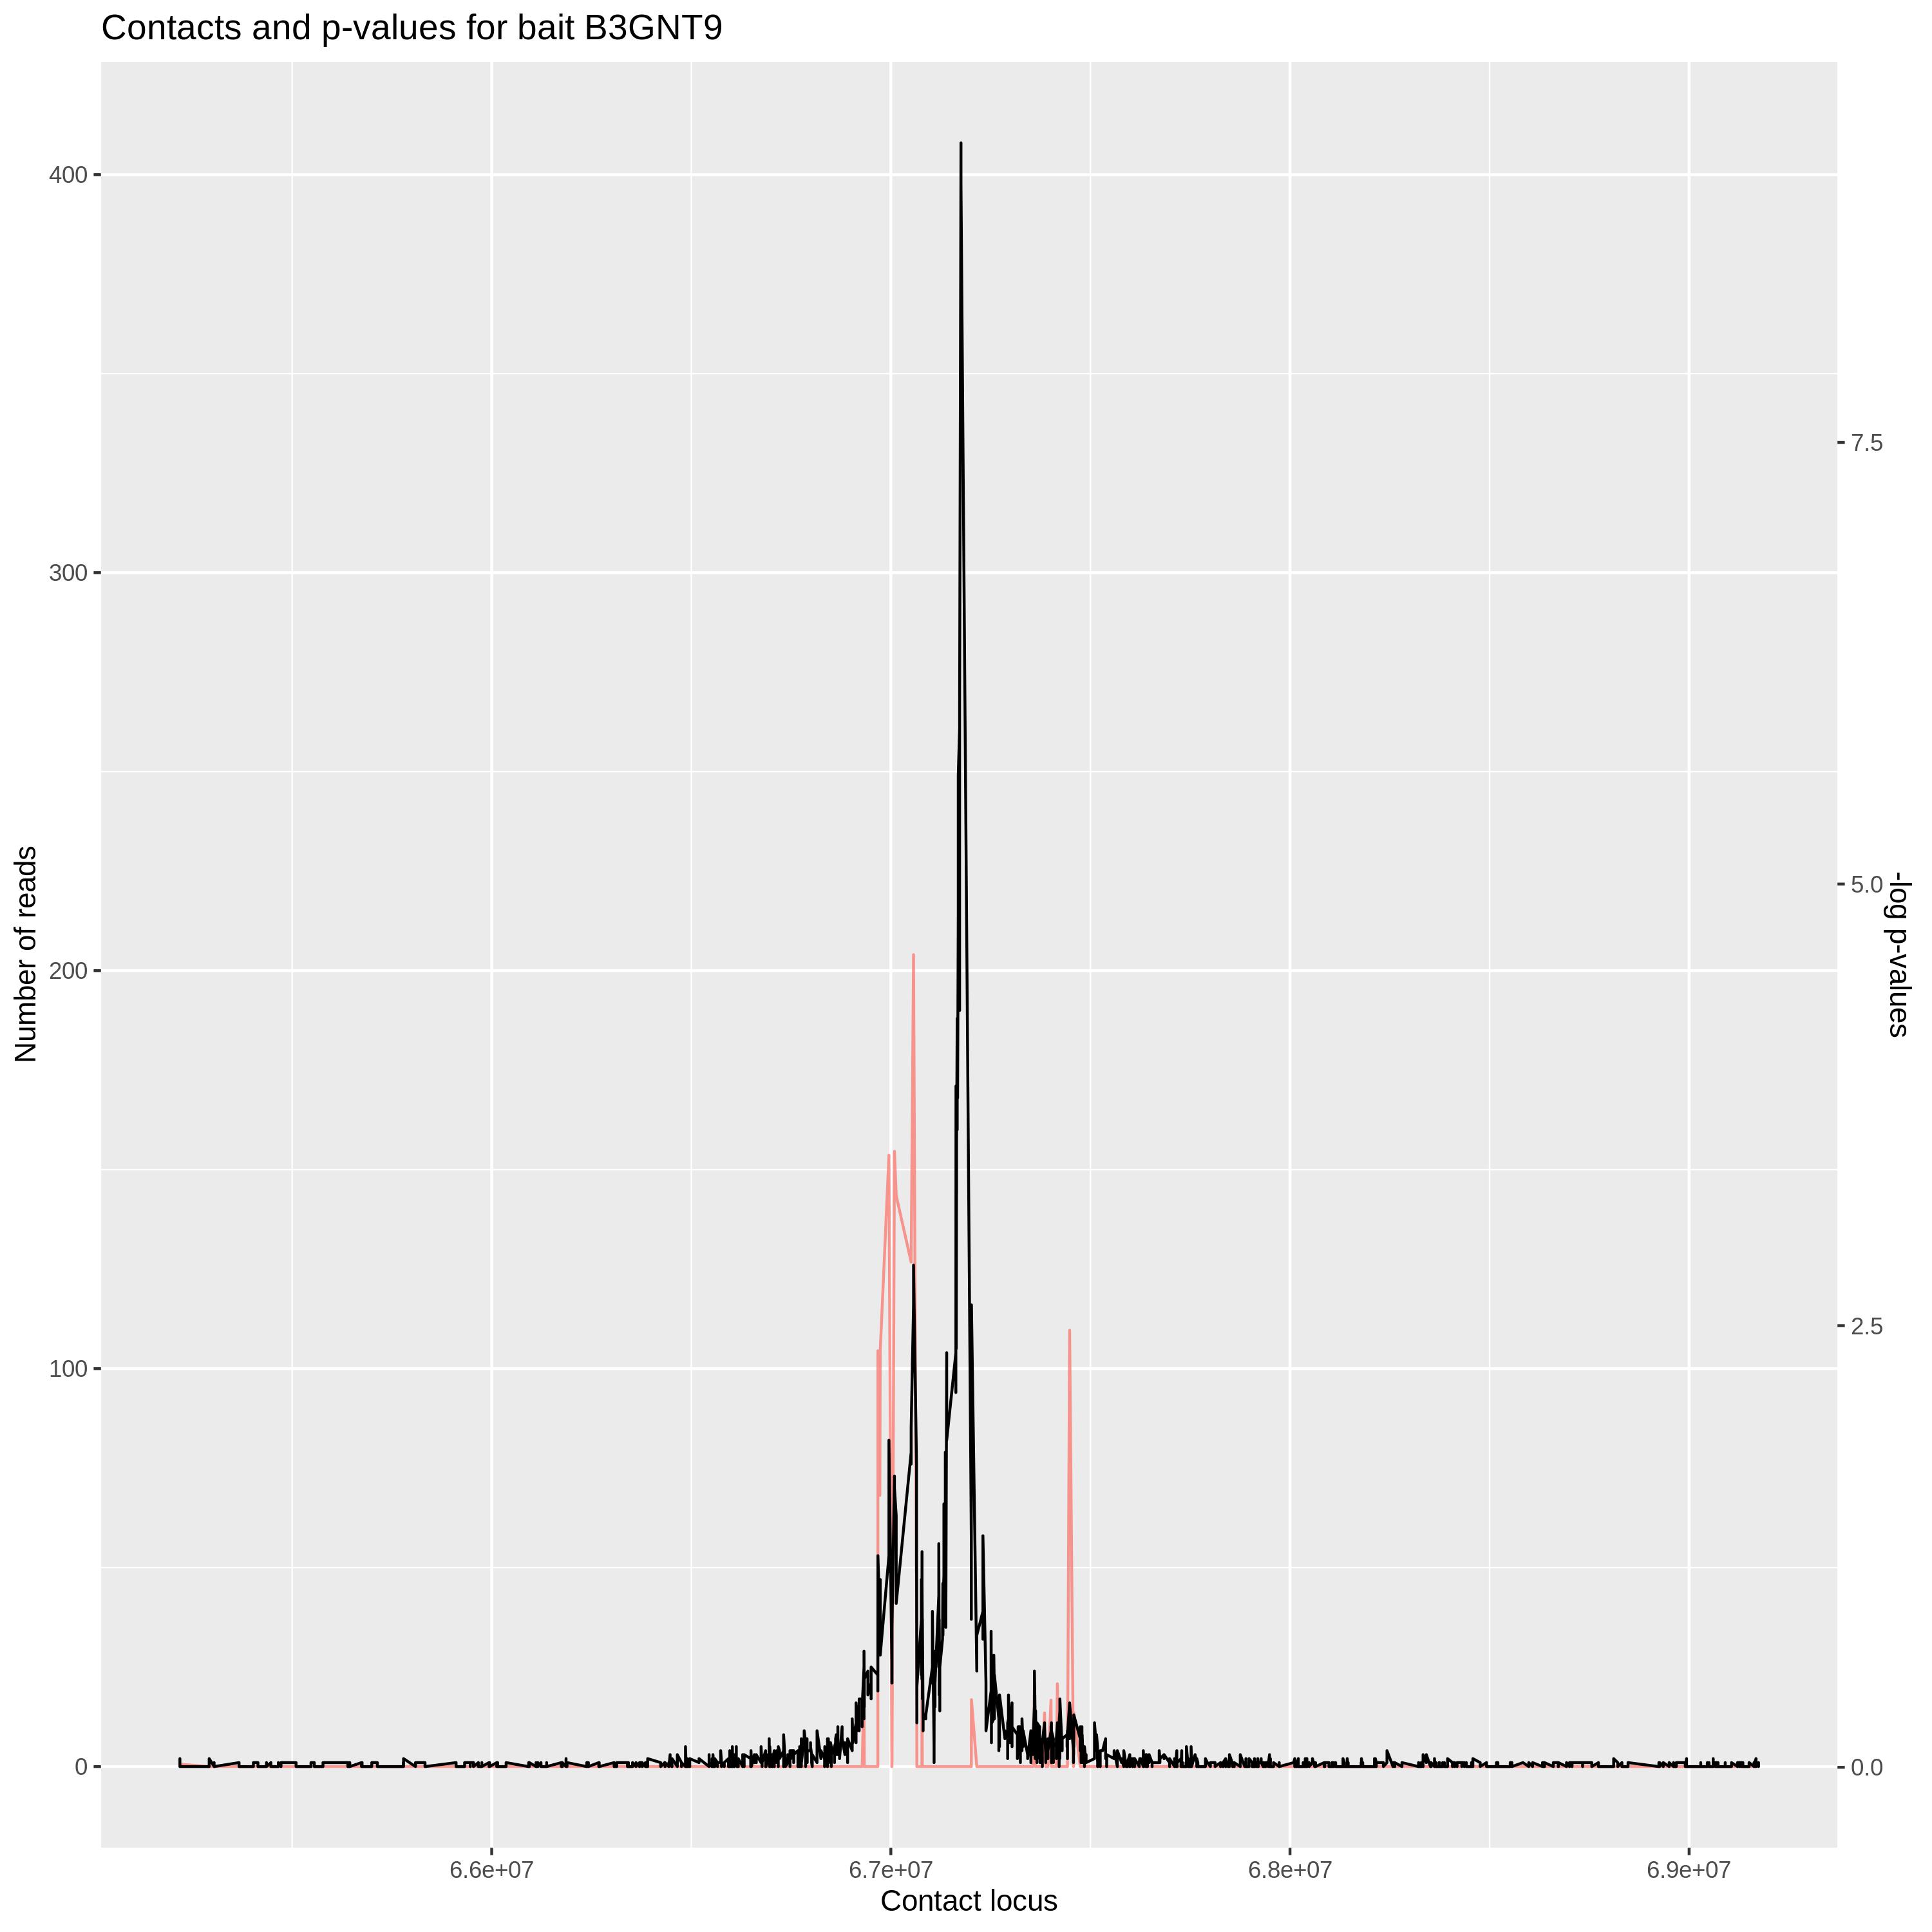 Contacts and p-values for bait B3GNT9
400
300
200
100
0
Number of reads
7.5
5.0
2.5
0.0
-log p-values
6.6e+07
6.7e+07
6.8e+07
6.9e+07
Contact locus